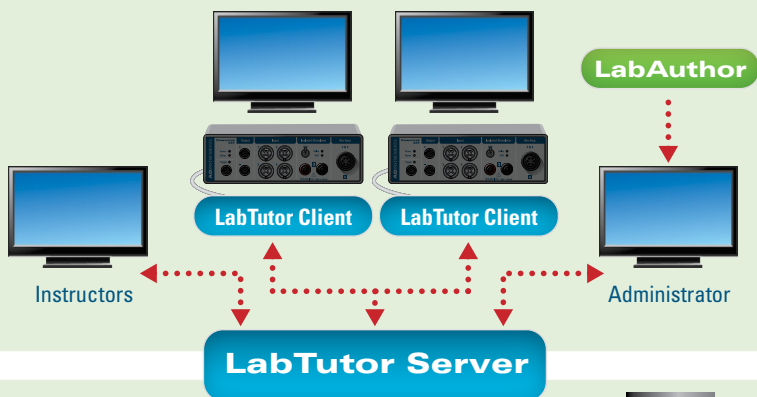 LabAuthor
LabTutor Client
LabTutor Client
Instructors
Administrator
LabTutor Server